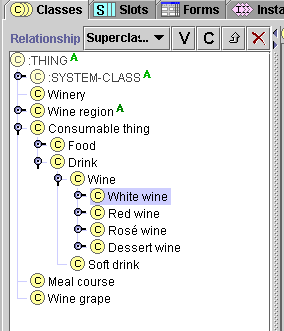 C Classes S Slots Forms Insta
Relationship Superclas... V C
C :THING A
C :SYSTEM-CLASS A
C Winery
C Wine region A
C Consumable thing
C Food
C Drink
C Wine
C White wine
C Red wine
C Rosé wine
C Dessert wine
C Soft drink
C Meal course
C Wine grape